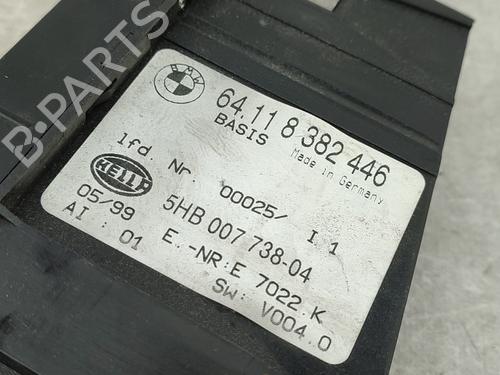 BMW
64.11 8 382 446
BASIS Made in Germany
lfd. Nr. 00025/ I 1
HELLA
5HB 007 738-04
05/99 E.-NR:E 7022.K
AI: 01 SW: V004.0
B-PARTS